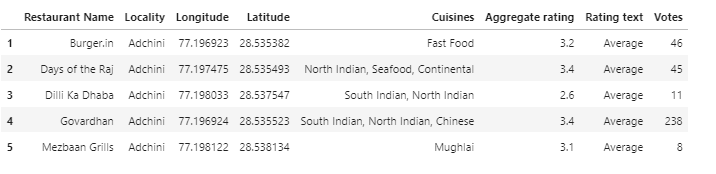 Restaurant Name Locality Longitude Latitude Cuisines Aggregate rating Rating text Votes
1 Burger.in Adchini 77.196923 28.535382 Fast Food 3.2 Average 46
2 Days of the Raj Adchini 77.197475 28.535493 North Indian, Seafood, Continental 3.4 Average 45
3 Dilli Ka Dhaba Adchini 77.198033 28.537547 South Indian, North Indian 2.6 Average 11
4 Govardhan Adchini 77.196924 28.535523 South Indian, North Indian, Chinese 3.4 Average 238
5 Mezbaan Grills Adchini 77.198122 28.538134 Mughlai 3.1 Average 8